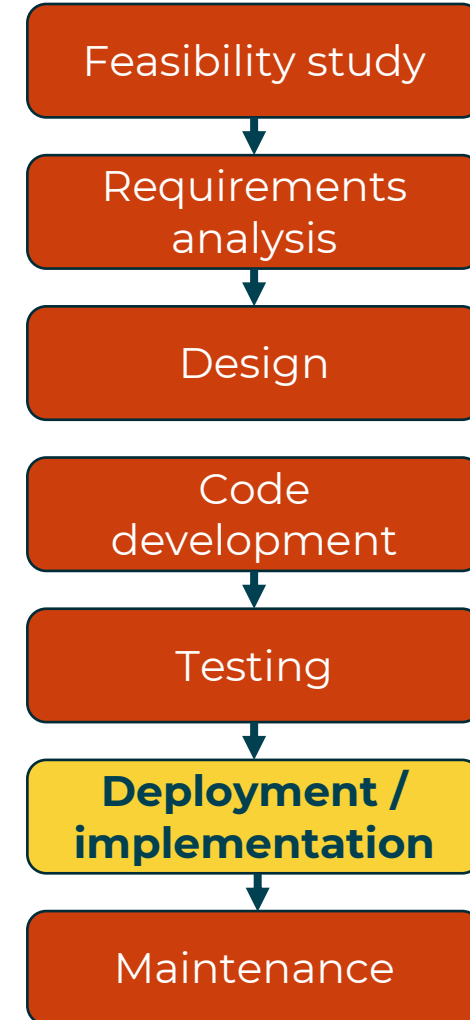 Feasibility study
Requirements
analysis
Design
Code
development
Testing
Deployment /
implementation
Maintenance